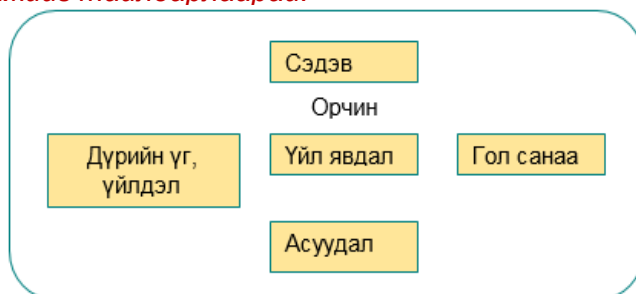 Сэдэв
Орчин
Дүрийн үг,
үйлдэл
Үйл явдал
Гол санаа
Асуудал